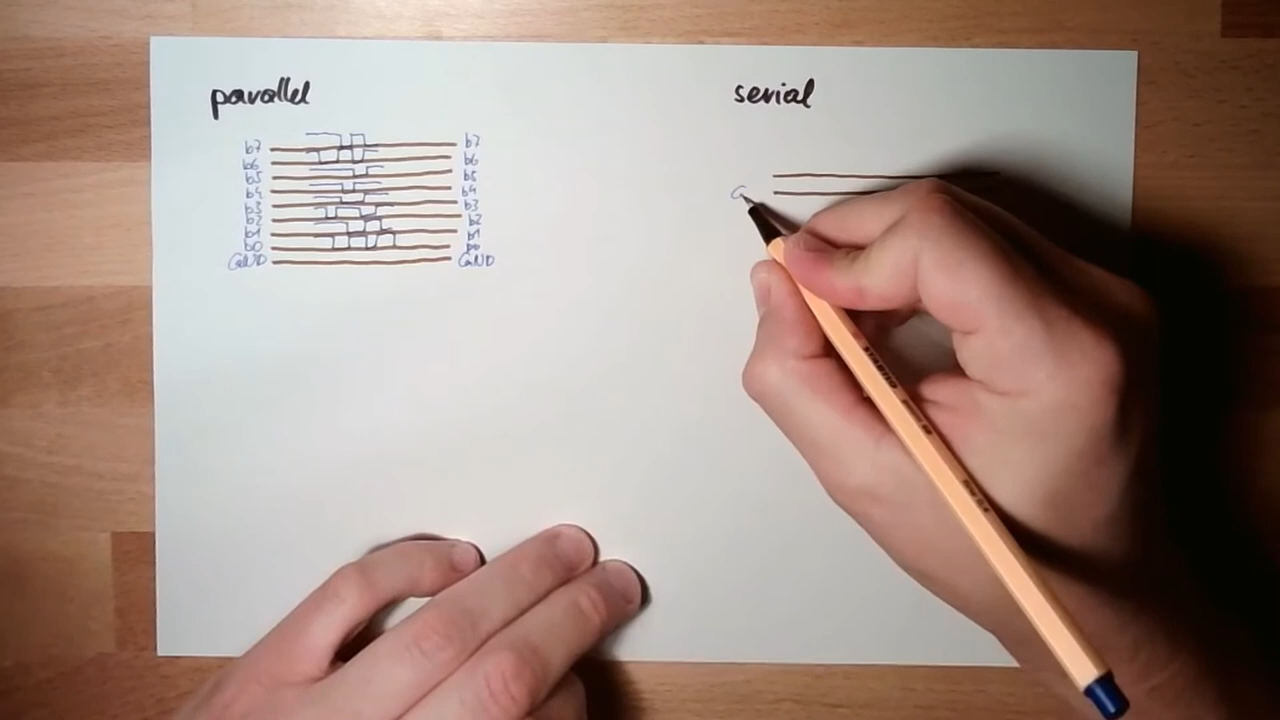 parallel
serial
b7 b7
b6 b6
b5 b5
b4 b4
b3 b3
b2 b2
b1 b1
b0 b0
GND GND
G
STABILO